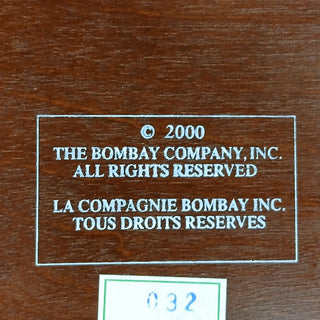 © 2000
THE BOMBAY COMPANY, INC.
ALL RIGHTS RESERVED
LA COMPAGNIE BOMBAY INC.
TOUS DROITS RESERVES
032